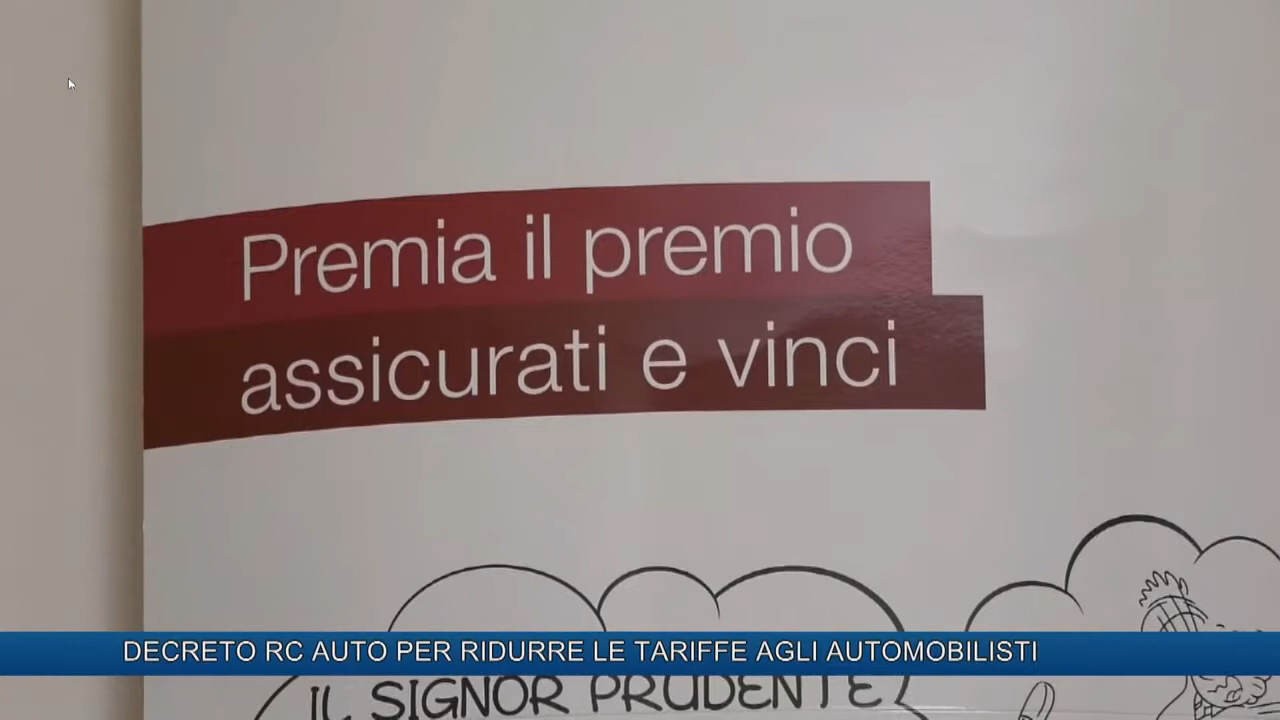 Premia il premio
assicurati e vinci
DECRETO RC AUTO PER RIDURRE LE TARIFFE AGLI AUTOMOBILISTI
IL SIGNOR PRUDENTE